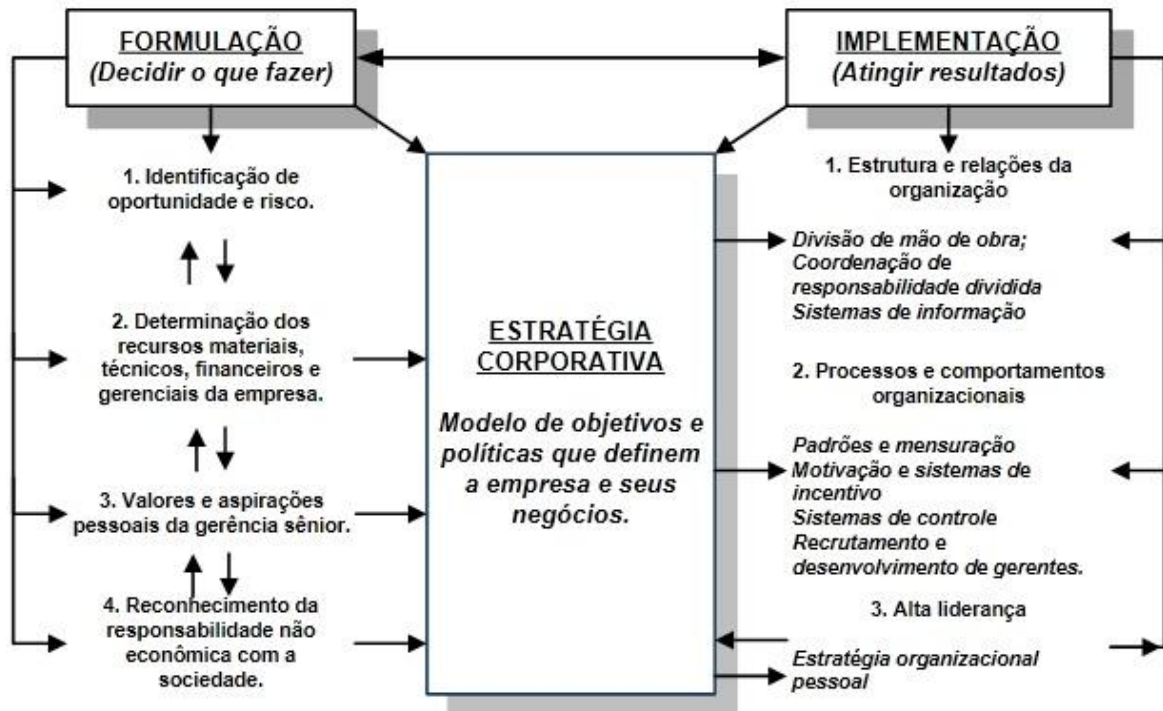 FORMULAÇÃO
(Decidir o que fazer)
1. Identificação de
oportunidade e risco.
2. Determinação dos
recursos materiais,
técnicos, financeiros e
gerenciais da empresa.
3. Valores e aspirações
pessoais da gerência sênior.
4. Reconhecimento da
responsabilidade não
econômica com a
sociedade.
ESTRATÉGIA
CORPORATIVA
Modelo de objetivos e
políticas que definem
a empresa e seus
negócios.
IMPLEMENTAÇÃO
(Atingir resultados)
1. Estrutura e relações da
organização
Divisão de mão de obra;
Coordenação de
responsabilidade dividida
Sistemas de informação
2. Processos e comportamentos
organizacionais
Padrões e mensuração
Motivação e sistemas de
incentivo
Sistemas de controle
Recrutamento e
desenvolvimento de gerentes.
3. Alta liderança
Estratégia organizacional
pessoal